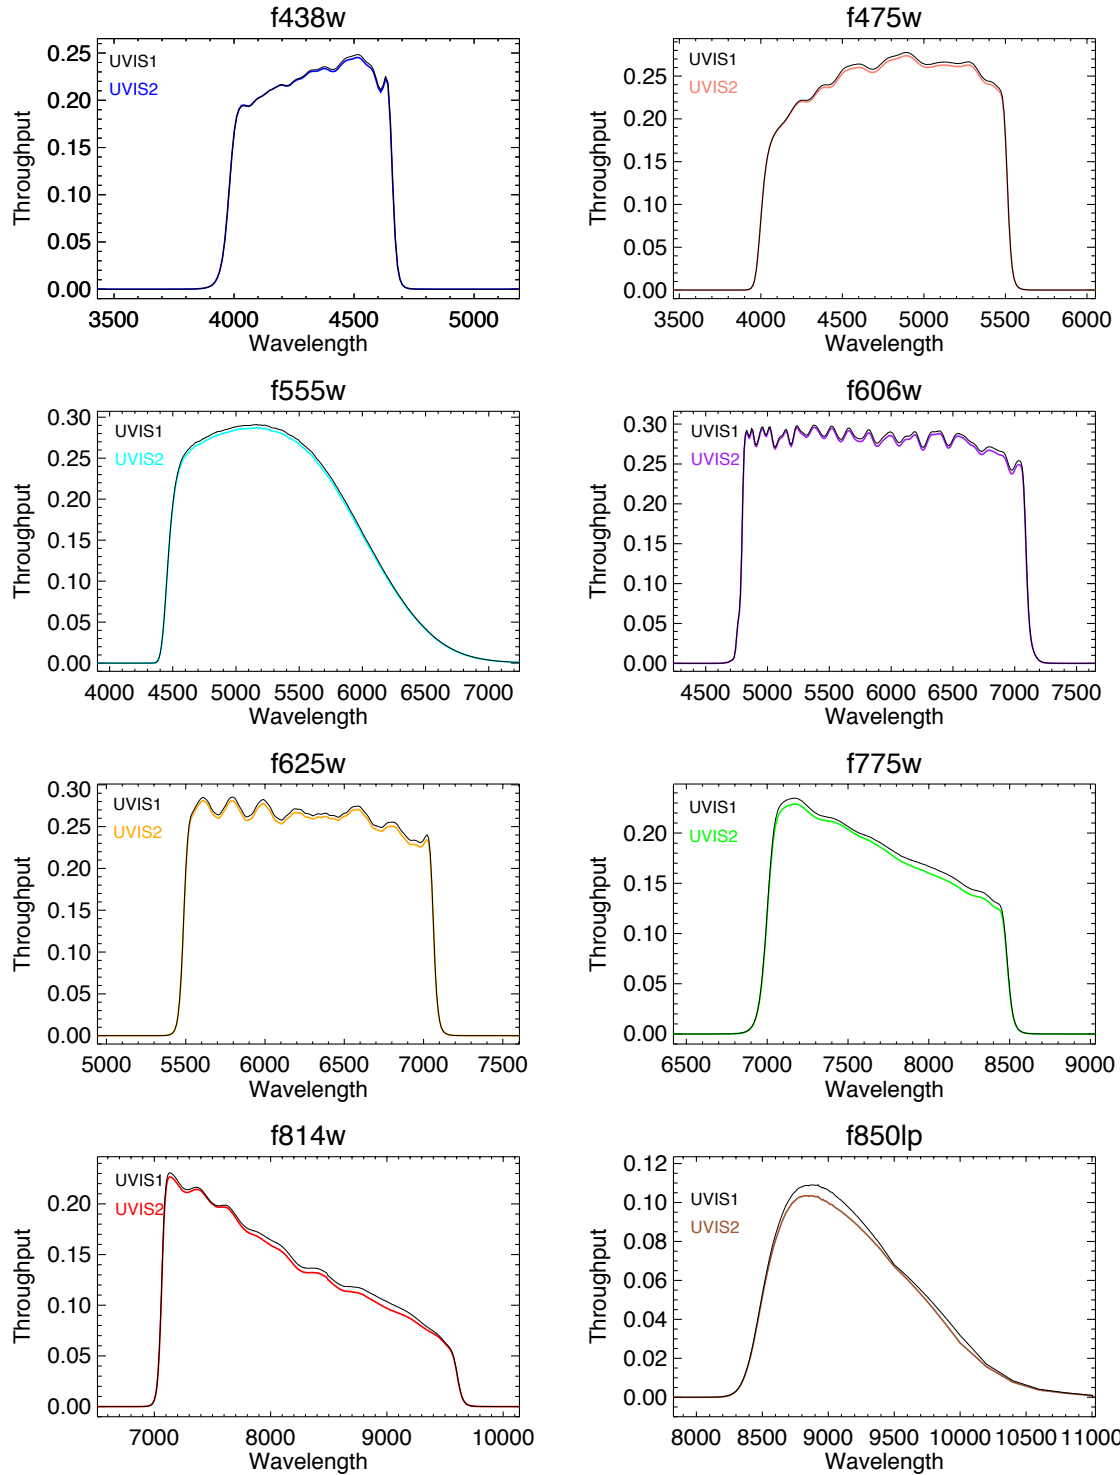 f438w
f475w
UVIS1
UVIS2
0.25
0.20
0.15
0.10
0.05
0.00
Throughput
3500 4000 4500 5000
Wavelength
UVIS1
UVIS2
0.25
0.20
0.15
0.10
0.05
0.00
Throughput
3500 4000 4500 5000 5500 6000
Wavelength
f555w
f606w
UVIS1
UVIS2
0.30
0.25
0.20
0.15
0.10
0.05
0.00
Throughput
4000 4500 5000 5500 6000 6500 7000
Wavelength
UVIS1
UVIS2
0.30
0.25
0.20
0.15
0.10
0.05
0.00
Throughput
4500 5000 5500 6000 6500 7000 7500
Wavelength
f625w
f775w
UVIS1
UVIS2
0.30
0.25
0.20
0.15
0.10
0.05
0.00
Throughput
5000 5500 6000 6500 7000 7500
Wavelength
UVIS1
UVIS2
0.20
0.15
0.10
0.05
0.00
Throughput
6500 7000 7500 8000 8500 9000
Wavelength
f814w
f850lp
UVIS1
UVIS2
0.20
0.15
0.10
0.05
0.00
Throughput
7000 8000 9000 10000
Wavelength
UVIS1
UVIS2
0.12
0.10
0.08
0.06
0.04
0.02
0.00
Throughput
8000 8500 9000 9500 10000 10500 11000
Wavelength